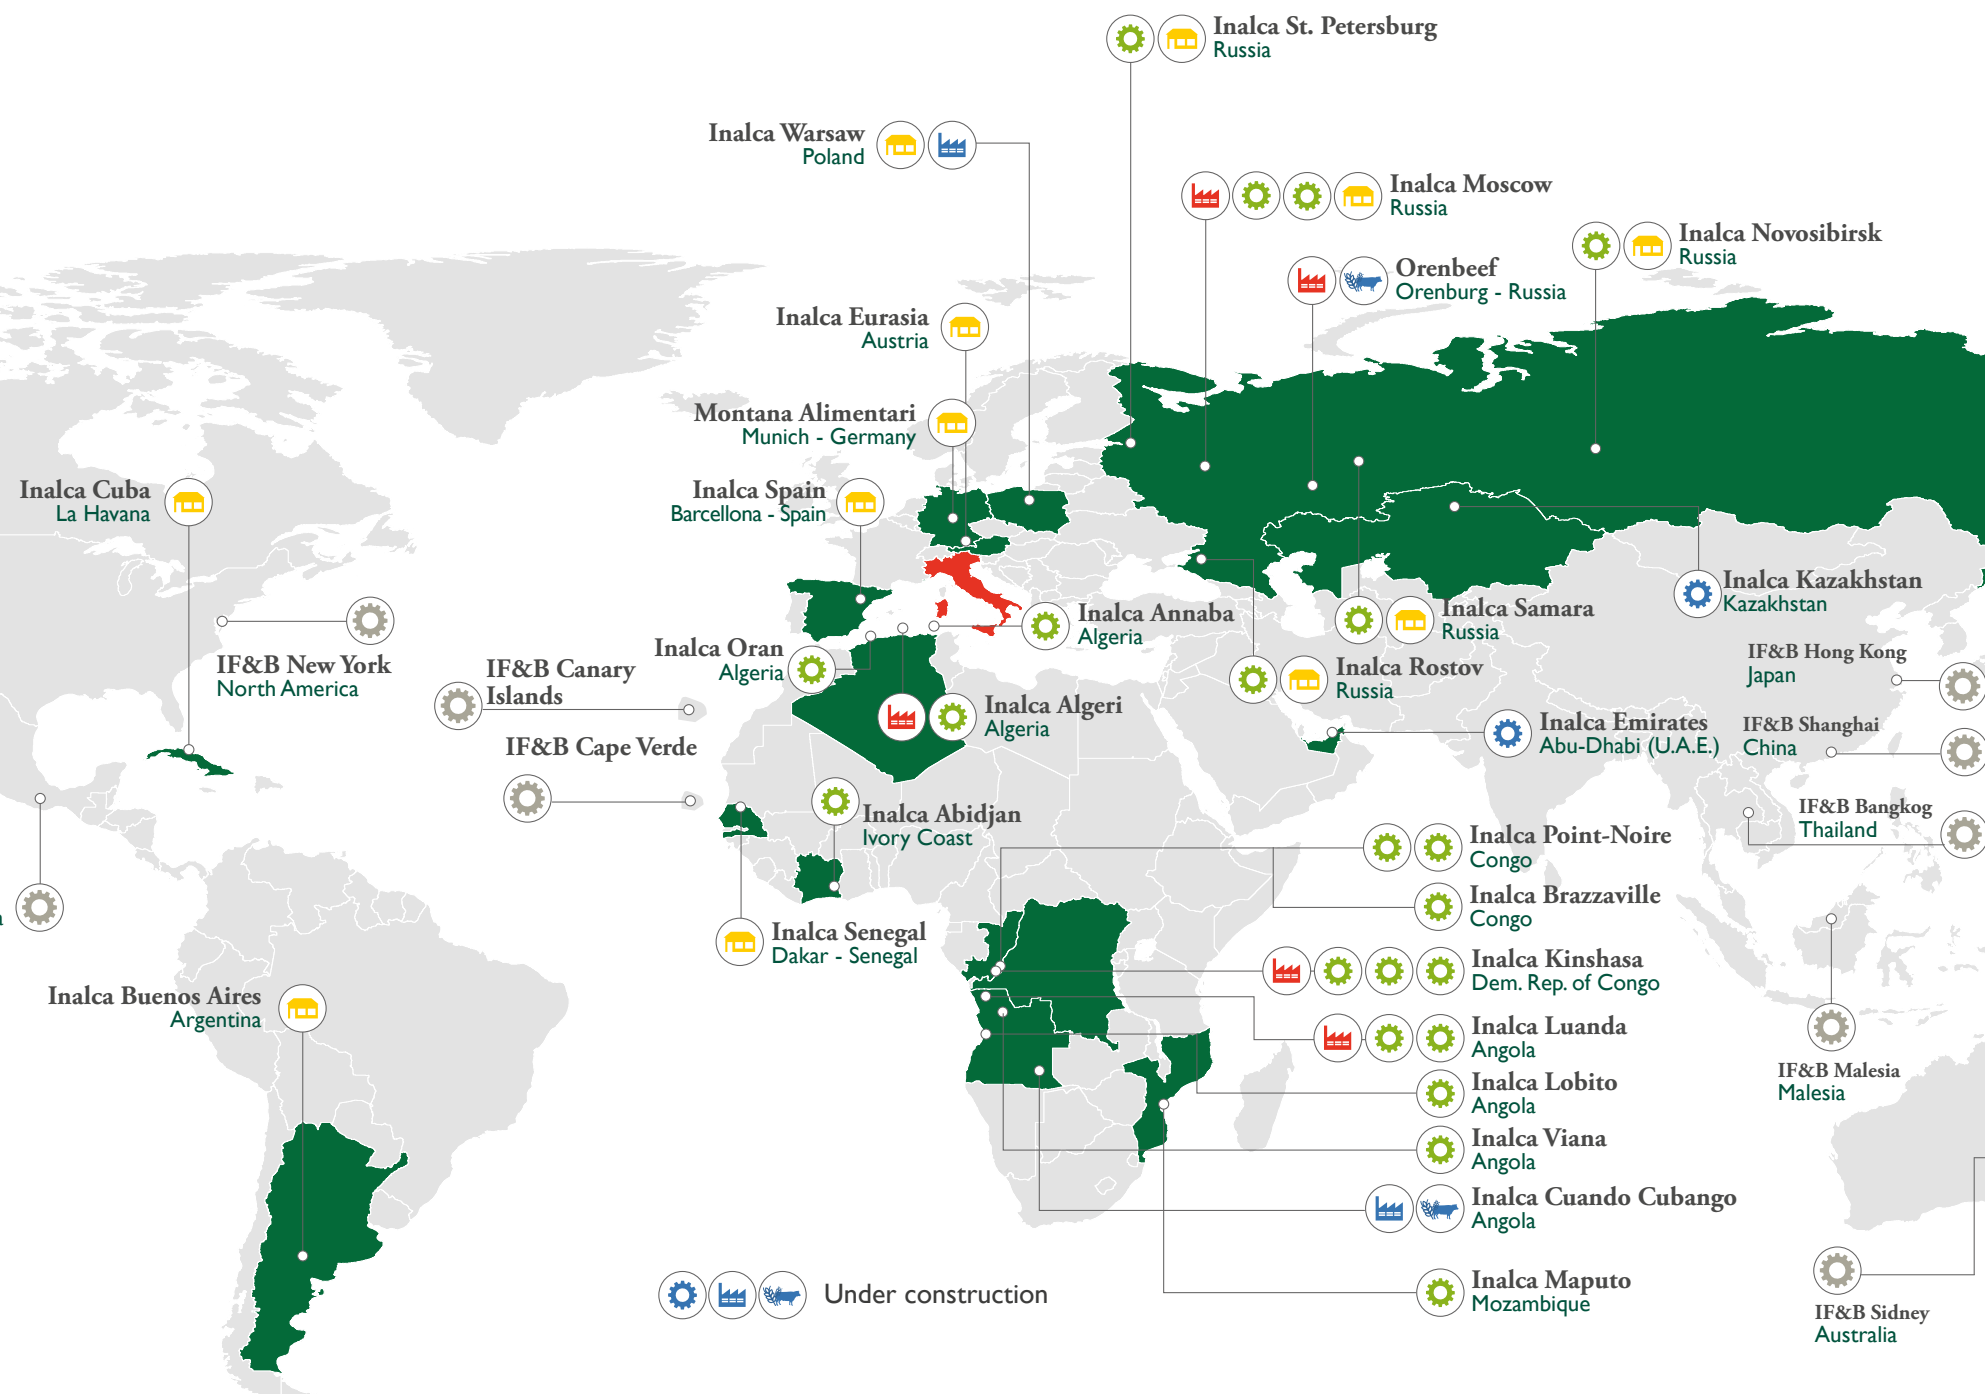 Inalca St. Petersburg
Russia
Inalca Warsaw
Poland
Inalca Moscow
Russia
Inalca Novosibirsk
Russia
Orenbeef
Orenburg - Russia
Inalca Eurasia
Austria
Montana Alimentari
Munich - Germany
Inalca Cuba
La Havana
Inalca Spain
Barcellona - Spain
Inalca Kazakhstan
Kazakhstan
Inalca Samara
Russia
Inalca Annaba
Algeria
Inalca Oran
Algeria
IF&B New York
North America
IF&B Canary
Islands
Inalca Rostov
Russia
IF&B Hong Kong
Japan
Inalca Algeri
Algeria
Inalca Emirates
Abu-Dhabi (U.A.E.)
IF&B Shanghai
China
IF&B Cape Verde
Inalca Abidjan
Ivory Coast
IF&B Bangkog
Thailand
Inalca Point-Noire
Congo
Inalca Brazzaville
Congo
Inalca Senegal
Dakar - Senegal
Inalca Kinshasa
Dem. Rep. of Congo
Inalca Buenos Aires
Argentina
Inalca Luanda
Angola
IF&B Malesia
Malesia
Inalca Lobito
Angola
Inalca Viana
Angola
Inalca Cuando Cubango
Angola
Under construction
Inalca Maputo
Mozambique
IF&B Sidney
Australia